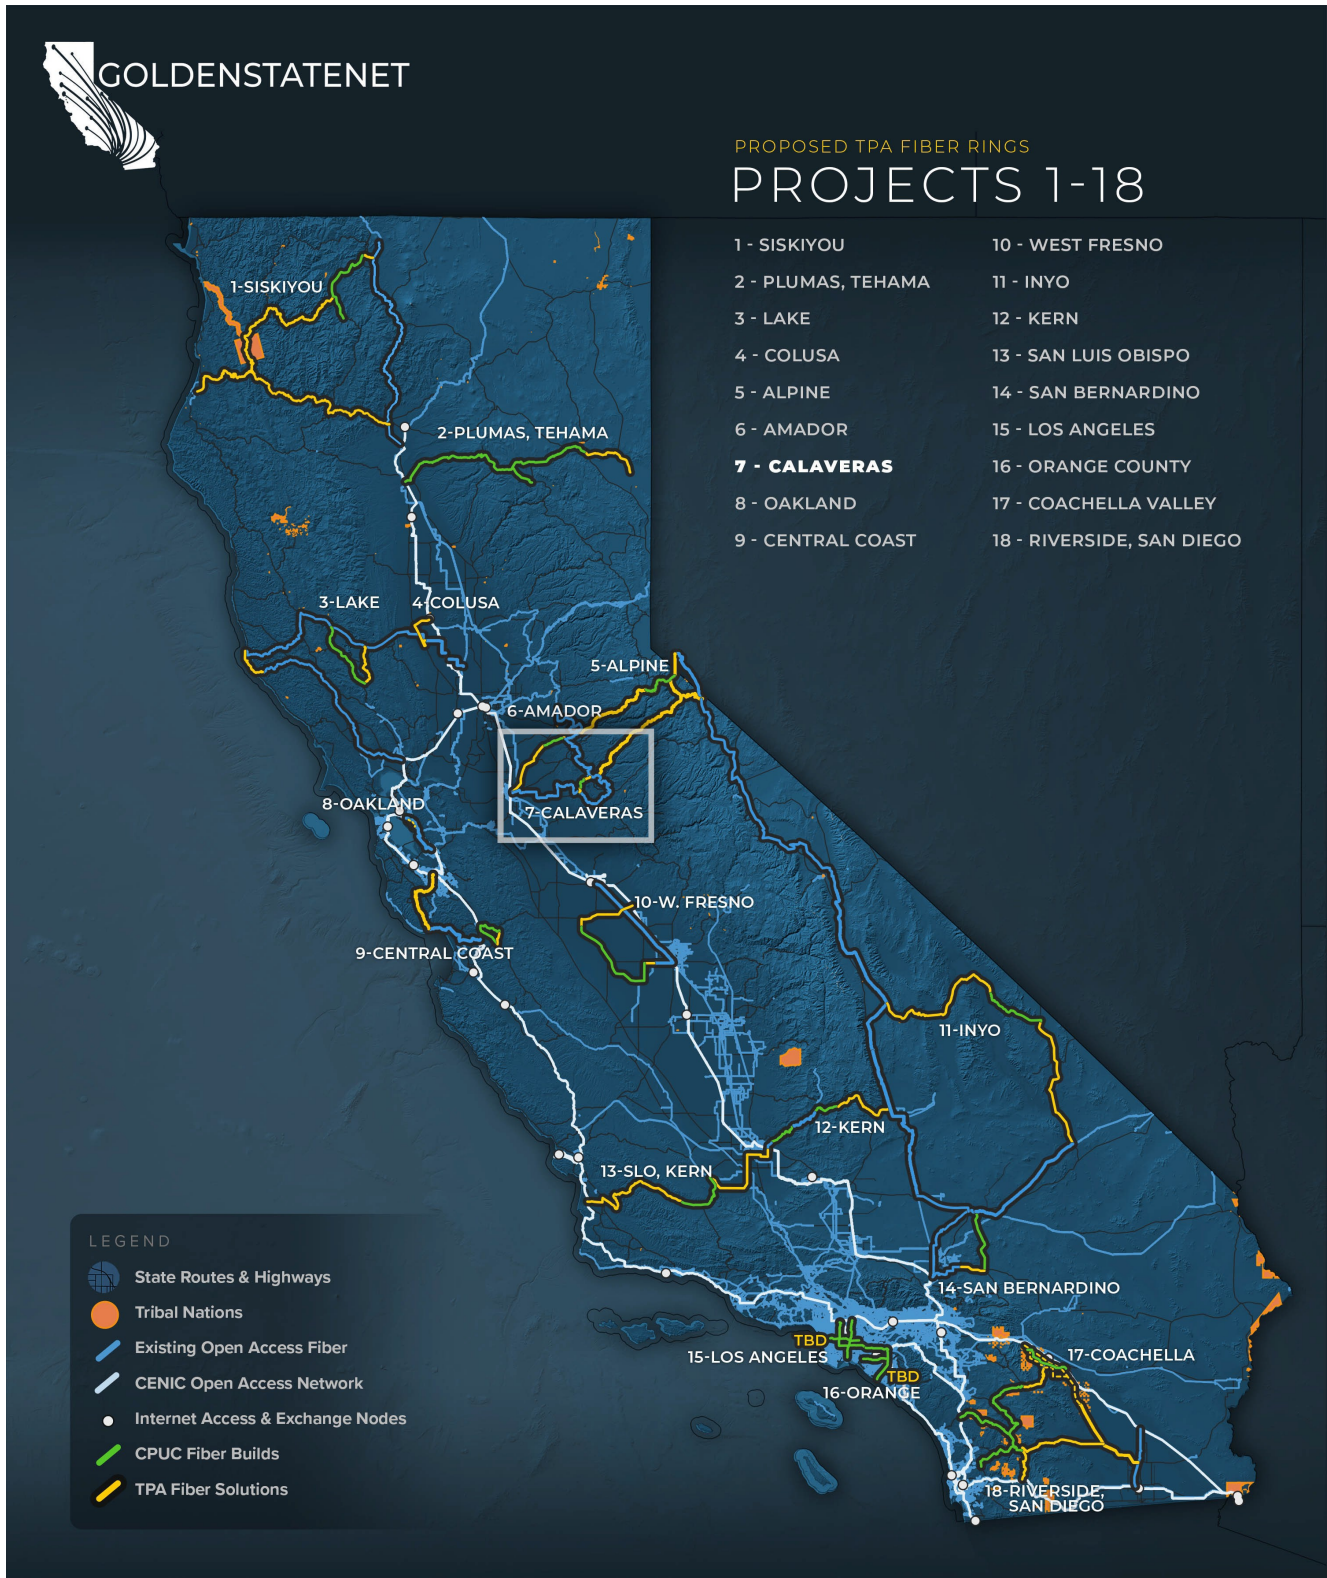 GOLDENSTATENET
PROPOSED TPA FIBER RINGS
PROJECTS 1-18
1 - SISKIYOU
2 - PLUMAS, TEHAMA
3 - LAKE
4 - COLUSA
5 - ALPINE
6 - AMADOR
7 - CALAVERAS
8 - OAKLAND
9 - CENTRAL COAST
10 - WEST FRESNO
11 - INYO
12 - KERN
13 - SAN LUIS OBISPO
14 - SAN BERNARDINO
15 - LOS ANGELES
16 - ORANGE COUNTY
17 - COACHELLA VALLEY
18 - RIVERSIDE, SAN DIEGO
1-SISKIYOU
2-PLUMAS, TEHAMA
3-LAKE
4-COLUSA
5-ALPINE
6-AMADOR
7-CALAVERAS
8-OAKLAND
10-W. FRESNO
9-CENTRAL COAST
11-INYO
12-KERN
13-SLO, KERN
14-SAN BERNARDINO
TBD
15-LOS ANGELES
TBD
16-ORANGE
17-COACHELLA
18-RIVERSIDE,
SAN DIEGO
LEGEND
State Routes & Highways
Tribal Nations
Existing Open Access Fiber
CENIC Open Access Network
Internet Access & Exchange Nodes
CPUC Fiber Builds
TPA Fiber Solutions